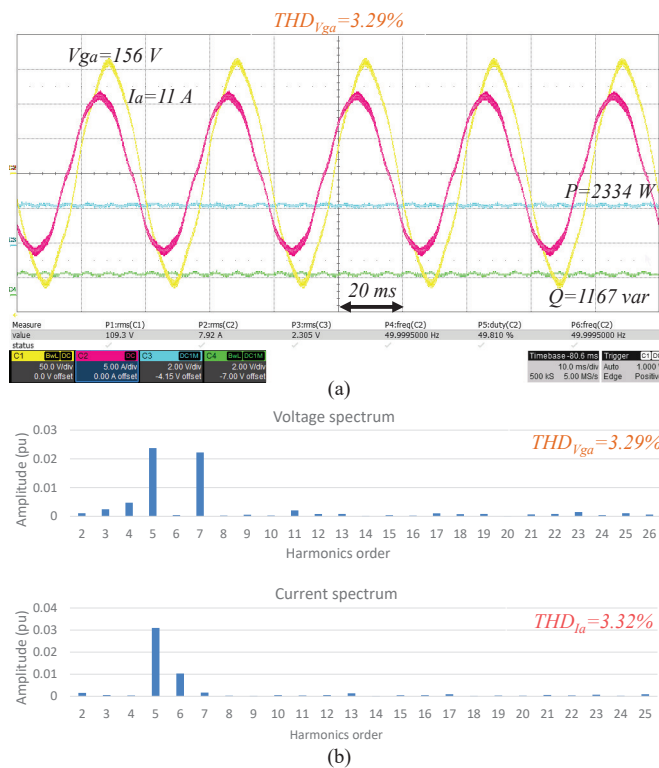 THD_Vga=3.29%
Vga=156 V
Ia=11 A
P=2334 W
20 ms
Q=1167 var
Measure P1:rms(C1) P2:rms(C2) P3:rms(C2) P4:freq(C2) P5:duty(C2) P6:freq(C2)
value 109.3 V 7.92 A 2.305 V 49.9995000 Hz 49.810 % 49.9995000 Hz
status
C1 BwL DC C2 DC C3 DC1M C4 BwL DC1M Timebase -80.6 ms Trigger C1 D
50.0 V/div 5.00 A/div 2.00 V/div 2.00 V/div 10.0 ms/div Auto 1.000
0.0 V offset 0.00 A offset -4.15 V offset -7.00 V offset 500 kS 5.00 MS/s Edge Positiv
(a)
Voltage spectrum
THD_Vga=3.29%
Amplitude (pu)
0.03
0.02
0.01
0
2 3 4 5 6 7 8 9 10 11 12 13 14 15 16 17 18 19 20 21 22 23 24 25 26
Harmonics order
Current spectrum
THD_Ia=3.32%
Amplitude (pu)
0.04
0.03
0.02
0.01
0
2 3 4 5 6 7 8 9 10 11 12 13 14 15 16 17 18 19 20 21 22 23 24 25
Harmonics order
(b)